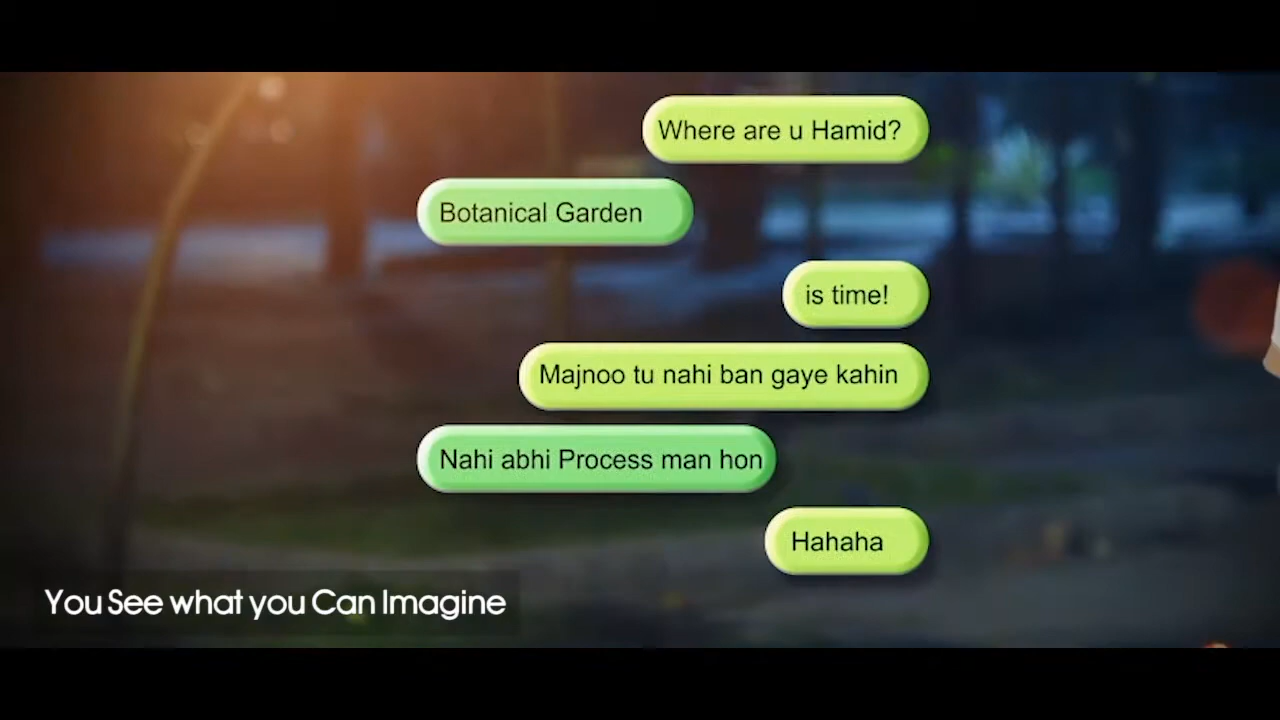 Where are u Hamid?
Botanical Garden
is time!
Majnoo tu nahi ban gaye kahin
Nahi abhi Process man hon
Hahaha
You See what you Can Imagine